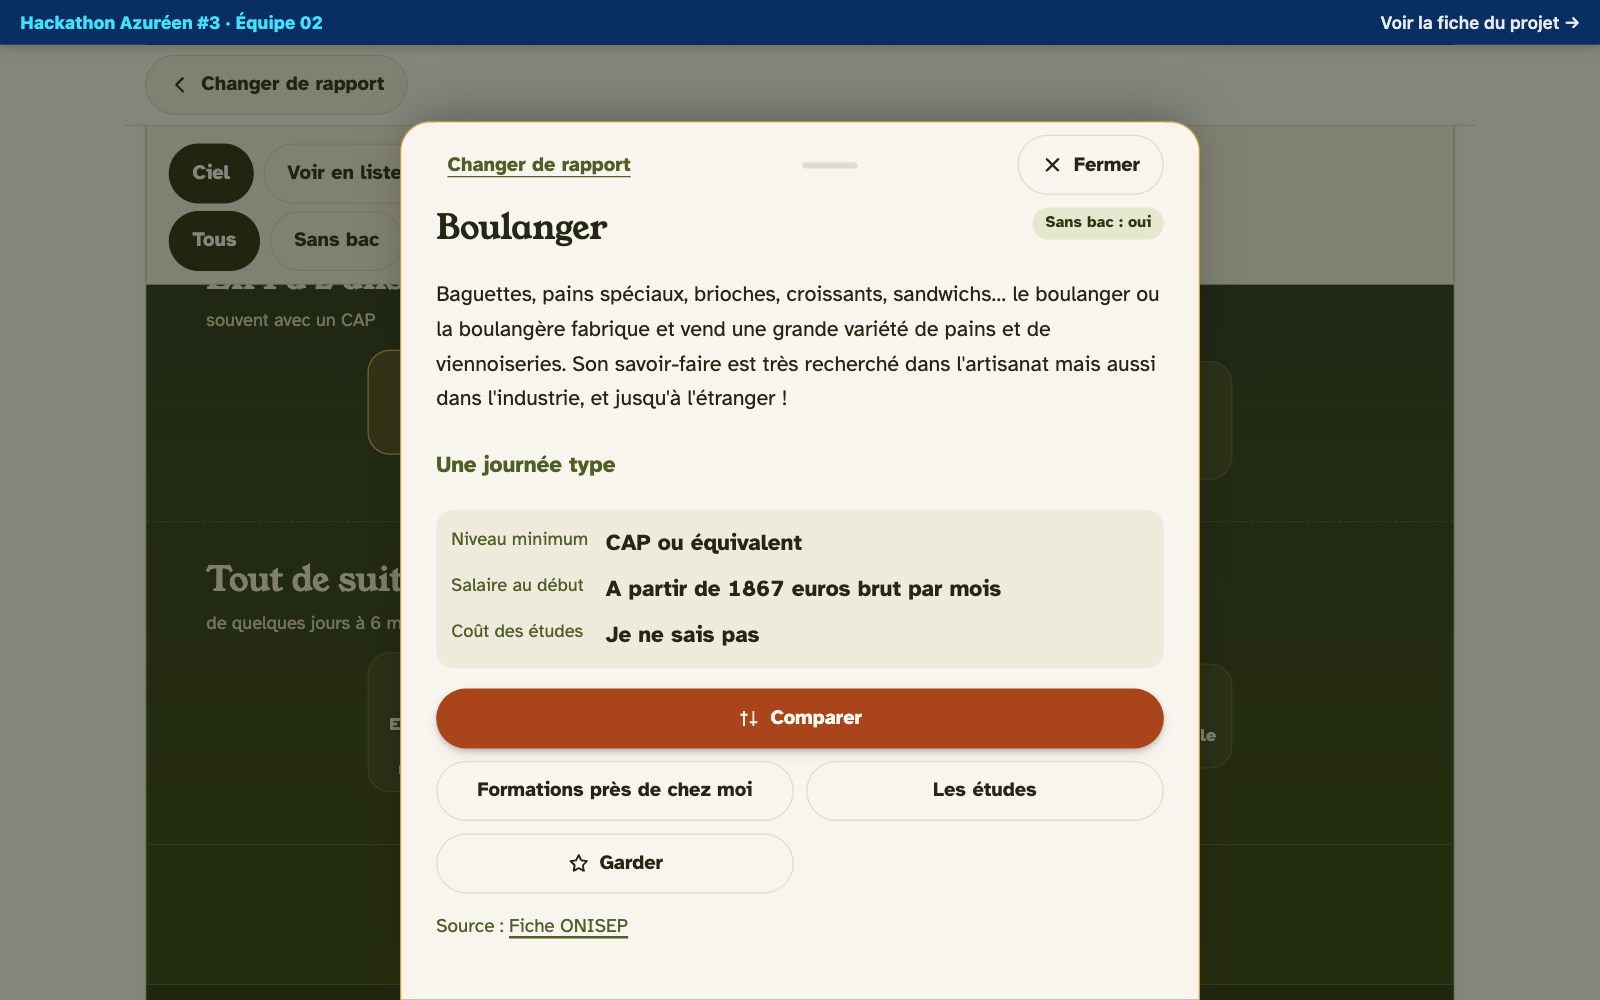 Hackathon Azuréen #3 · Équipe 02
Voir la fiche du projet →
Changer de rapport
Ciel
Voir en liste
Tous
Sans bac
souvent avec un CAP
Tout de suit
de quelques jours à 6 m
le
Changer de rapport
Fermer
Boulanger
Sans bac : oui
Baguettes, pains spéciaux, brioches, croissants, sandwichs... le boulanger ou
la boulangère fabrique et vend une grande variété de pains et de
viennoiseries. Son savoir-faire est très recherché dans l'artisanat mais aussi
dans l'industrie, et jusqu'à l'étranger !
Une journée type
Niveau minimum CAP ou équivalent
Salaire au début A partir de 1867 euros brut par mois
Coût des études Je ne sais pas
Comparer
Formations près de chez moi
Les études
Garder
Source : Fiche ONISEP